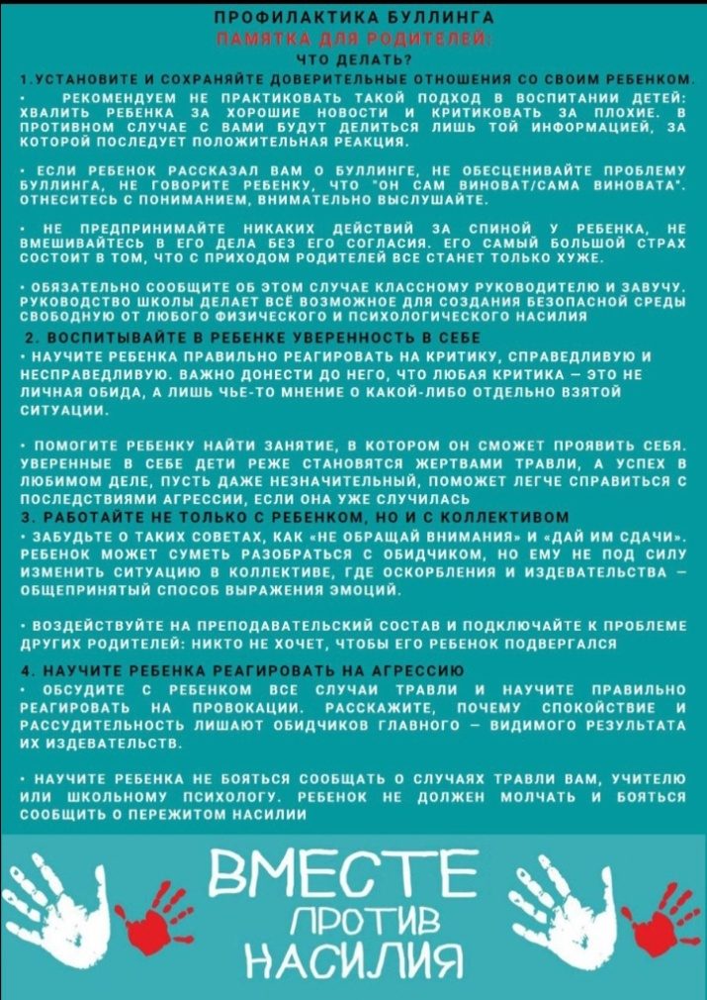 ПРОФИЛАКТИКА БУЛЛИНГА
ПАМЯТКА ДЛЯ РОДИТЕЛЕЙ:
ЧТО ДЕЛАТЬ?
1.УСТАНОВИТЕ И СОХРАНЯЙТЕ ДОВЕРИТЕЛЬНЫЕ ОТНОШЕНИЯ СО СВОИМ РЕБЕНКОМ.
• РЕКОМЕНДУЕМ НЕ ПРАКТИКОВАТЬ ТАКОЙ ПОДХОД В ВОСПИТАНИИ ДЕТЕЙ:
ХВАЛИТЬ РЕБЕНКА ЗА ХОРОШИЕ НОВОСТИ И КРИТИКОВАТЬ ЗА ПЛОХИЕ. В
ПРОТИВНОМ СЛУЧАЕ С ВАМИ БУДУТ ДЕЛИТЬСЯ ЛИШЬ ТОЙ ИНФОРМАЦИЕЙ, ЗА
КОТОРОЙ ПОСЛЕДУЕТ ПОЛОЖИТЕЛЬНАЯ РЕАКЦИЯ.
• ЕСЛИ РЕБЕНОК РАССКАЗАЛ ВАМ О БУЛЛИНГЕ, НЕ ОБЕСЦЕНИВАЙТЕ ПРОБЛЕМУ
БУЛЛИНГА, НЕ ГОВОРИТЕ РЕБЕНКУ, ЧТО "ОН САМ ВИНОВАТ/САМА ВИНОВАТА".
ОТНЕСИТЕСЬ С ПОНИМАНИЕМ, ВНИМАТЕЛЬНО ВЫСЛУШАЙТЕ.
• НЕ ПРЕДПРИНИМАЙТЕ НИКАКИХ ДЕЙСТВИЙ ЗА СПИНОЙ У РЕБЕНКА, НЕ
ВМЕШИВАЙТЕСЬ В ЕГО ДЕЛА БЕЗ ЕГО СОГЛАСИЯ. ЕГО САМЫЙ БОЛЬШОЙ СТРАХ
СОСТОИТ В ТОМ, ЧТО С ПРИХОДОМ РОДИТЕЛЕЙ ВСЕ СТАНЕТ ТОЛЬКО ХУЖЕ.
• ОБЯЗАТЕЛЬНО СООБЩИТЕ ОБ ЭТОМ СЛУЧАЕ КЛАССНОМУ РУКОВОДИТЕЛЮ И ЗАВУЧУ.
РУКОВОДСТВО ШКОЛЫ ДЕЛАЕТ ВСЁ ВОЗМОЖНОЕ ДЛЯ СОЗДАНИЯ БЕЗОПАСНОЙ СРЕДЫ
СВОБОДНУЮ ОТ ЛЮБОГО ФИЗИЧЕСКОГО И ПСИХОЛОГИЧЕСКОГО НАСИЛИЯ
2. ВОСПИТЫВАЙТЕ В РЕБЕНКЕ УВЕРЕННОСТЬ В СЕБЕ
• НАУЧИТЕ РЕБЕНКА ПРАВИЛЬНО РЕАГИРОВАТЬ НА КРИТИКУ, СПРАВЕДЛИВУЮ И
НЕСПРАВЕДЛИВУЮ. ВАЖНО ДОНЕСТИ ДО НЕГО, ЧТО ЛЮБАЯ КРИТИКА — ЭТО НЕ
ЛИЧНАЯ ОБИДА, А ЛИШЬ ЧЬЕ-ТО МНЕНИЕ О КАКОЙ-ЛИБО ОТДЕЛЬНО ВЗЯТОЙ
СИТУАЦИИ.
• ПОМОГИТЕ РЕБЕНКУ НАЙТИ ЗАНЯТИЕ, В КОТОРОМ ОН СМОЖЕТ ПРОЯВИТЬ СЕБЯ.
УВЕРЕННЫЕ В СЕБЕ ДЕТИ РЕЖЕ СТАНОВЯТСЯ ЖЕРТВАМИ ТРАВЛИ, А УСПЕХ В
ЛЮБИМОМ ДЕЛЕ, ПУСТЬ ДАЖЕ НЕЗНАЧИТЕЛЬНЫЙ, ПОМОЖЕТ ЛЕГЧЕ СПРАВИТЬСЯ С
ПОСЛЕДСТВИЯМИ АГРЕССИИ, ЕСЛИ ОНА УЖЕ СЛУЧИЛАСЬ
3. РАБОТАЙТЕ НЕ ТОЛЬКО С РЕБЕНКОМ, НО И С КОЛЛЕКТИВОМ
• ЗАБУДЬТЕ О ТАКИХ СОВЕТАХ, КАК «НЕ ОБРАЩАЙ ВНИМАНИЯ» И «ДАЙ ИМ СДАЧИ».
РЕБЕНОК МОЖЕТ СУМЕТЬ РАЗОБРАТЬСЯ С ОБИДЧИКОМ, НО ЕМУ НЕ ПОД СИЛУ
ИЗМЕНИТЬ СИТУАЦИЮ В КОЛЛЕКТИВЕ, ГДЕ ОСКОРБЛЕНИЯ И ИЗДЕВАТЕЛЬСТВА —
ОБЩЕПРИНЯТЫЙ СПОСОБ ВЫРАЖЕНИЯ ЭМОЦИЙ.
• ВОЗДЕЙСТВУЙТЕ НА ПРЕПОДАВАТЕЛЬСКИЙ СОСТАВ И ПОДКЛЮЧАЙТЕ К ПРОБЛЕМЕ
ДРУГИХ РОДИТЕЛЕЙ: НИКТО НЕ ХОЧЕТ, ЧТОБЫ ЕГО РЕБЕНОК ПОДВЕРГАЛСЯ
4. НАУЧИТЕ РЕБЕНКА РЕАГИРОВАТЬ НА АГРЕССИЮ
• ОБСУДИТЕ С РЕБЕНКОМ ВСЕ СЛУЧАИ ТРАВЛИ И НАУЧИТЕ ПРАВИЛЬНО
РЕАГИРОВАТЬ НА ПРОВОКАЦИИ. РАССКАЖИТЕ, ПОЧЕМУ СПОКОЙСТВИЕ И
РАССУДИТЕЛЬНОСТЬ ЛИШАЮТ ОБИДЧИКОВ ГЛАВНОГО — ВИДИМОГО РЕЗУЛЬТАТА
ИХ ИЗДЕВАТЕЛЬСТВ.
• НАУЧИТЕ РЕБЕНКА НЕ БОЯТЬСЯ СООБЩАТЬ О СЛУЧАЯХ ТРАВЛИ ВАМ, УЧИТЕЛЮ
ИЛИ ШКОЛЬНОМУ ПСИХОЛОГУ. РЕБЕНОК НЕ ДОЛЖЕН МОЛЧАТЬ И БОЯТЬСЯ
СООБЩИТЬ О ПЕРЕЖИТОМ НАСИЛИИ
ВМЕСТЕ
ПРОТИВ
НАСИЛИЯ